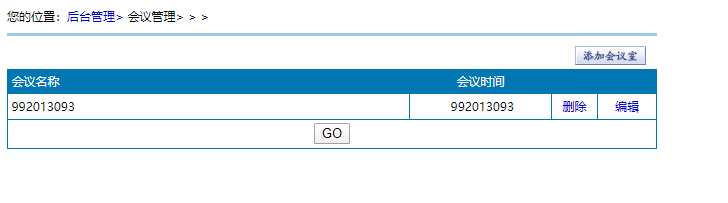 您的位置：后台管理> 会议管理> > >
添加会议室
会议名称 会议时间
992013093 992013093 删除 编辑
GO